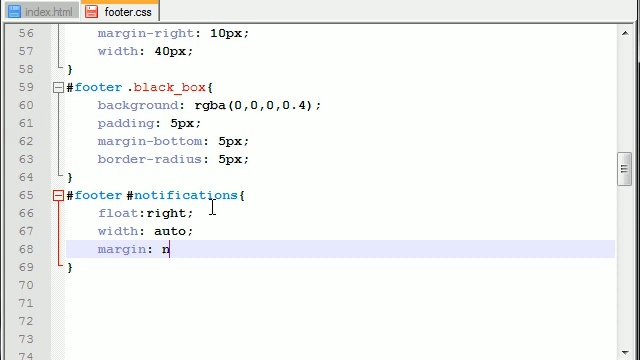 index.html footer.css
56 margin-right: 10px;
57 width: 40px;
58 }
59 #footer .black_box{
60 background: rgba(0,0,0,0.4);
61 padding: 5px;
62 margin-bottom: 5px;
63 border-radius: 5px;
64 }
65 #footer #notifications{
66 float:right;
67 width: auto;
68 margin: n
69 }
70
71
72
73
74